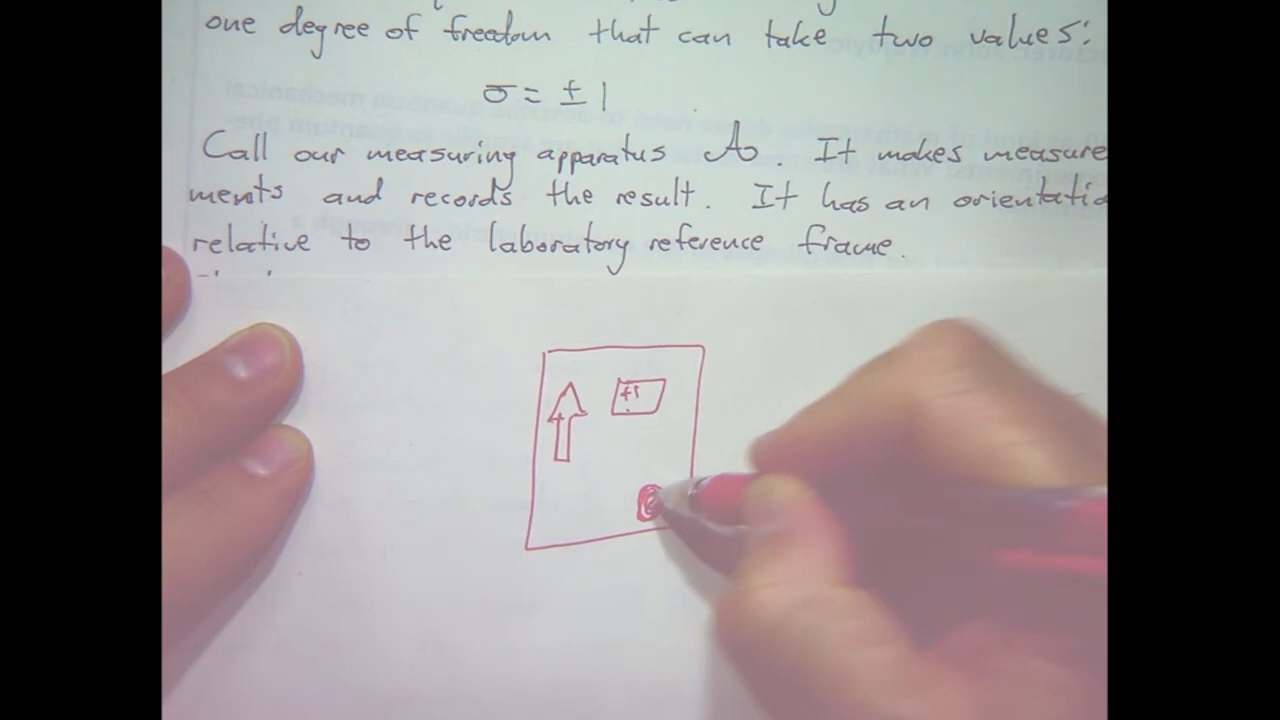 one degree of freedom that can take two values:
σ = ± 1
Call our measuring apparatus A. It makes measure
ments and records the result. It has an orientatio
relative to the laboratory reference frame.
+1